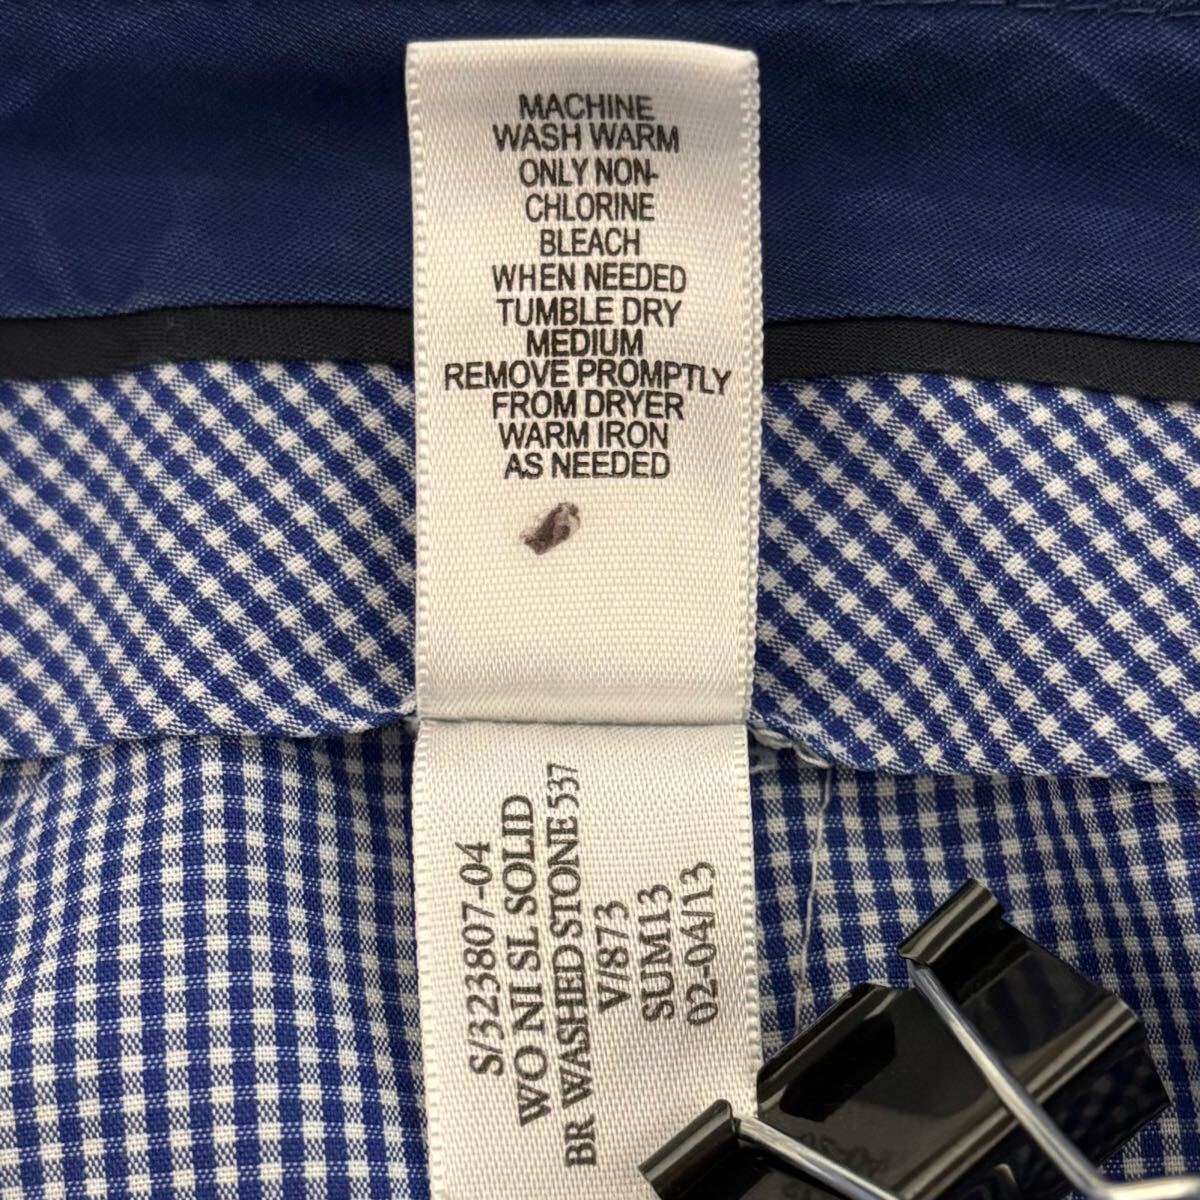 MACHINE
WASH WARM
ONLY NON-
CHLORINE
BLEACH
WHEN NEEDED
TUMBLE DRY
MEDIUM
REMOVE PROMPTLY
FROM DRYER
WARM IRON
AS NEEDED
S/323807-04
WO NI SL SOLID
BR WASHED STONE 537
V/873
SUM13
02-04/13